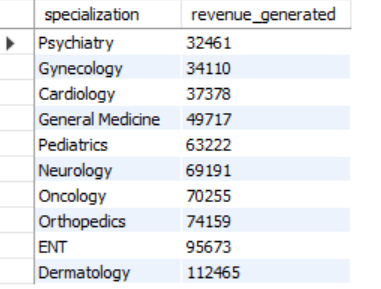 specialization revenue_generated
Psychiatry 32461
Gynecology 34110
Cardiology 37378
General Medicine 49717
Pediatrics 63222
Neurology 69191
Oncology 70255
Orthopedics 74159
ENT 95673
Dermatology 112465